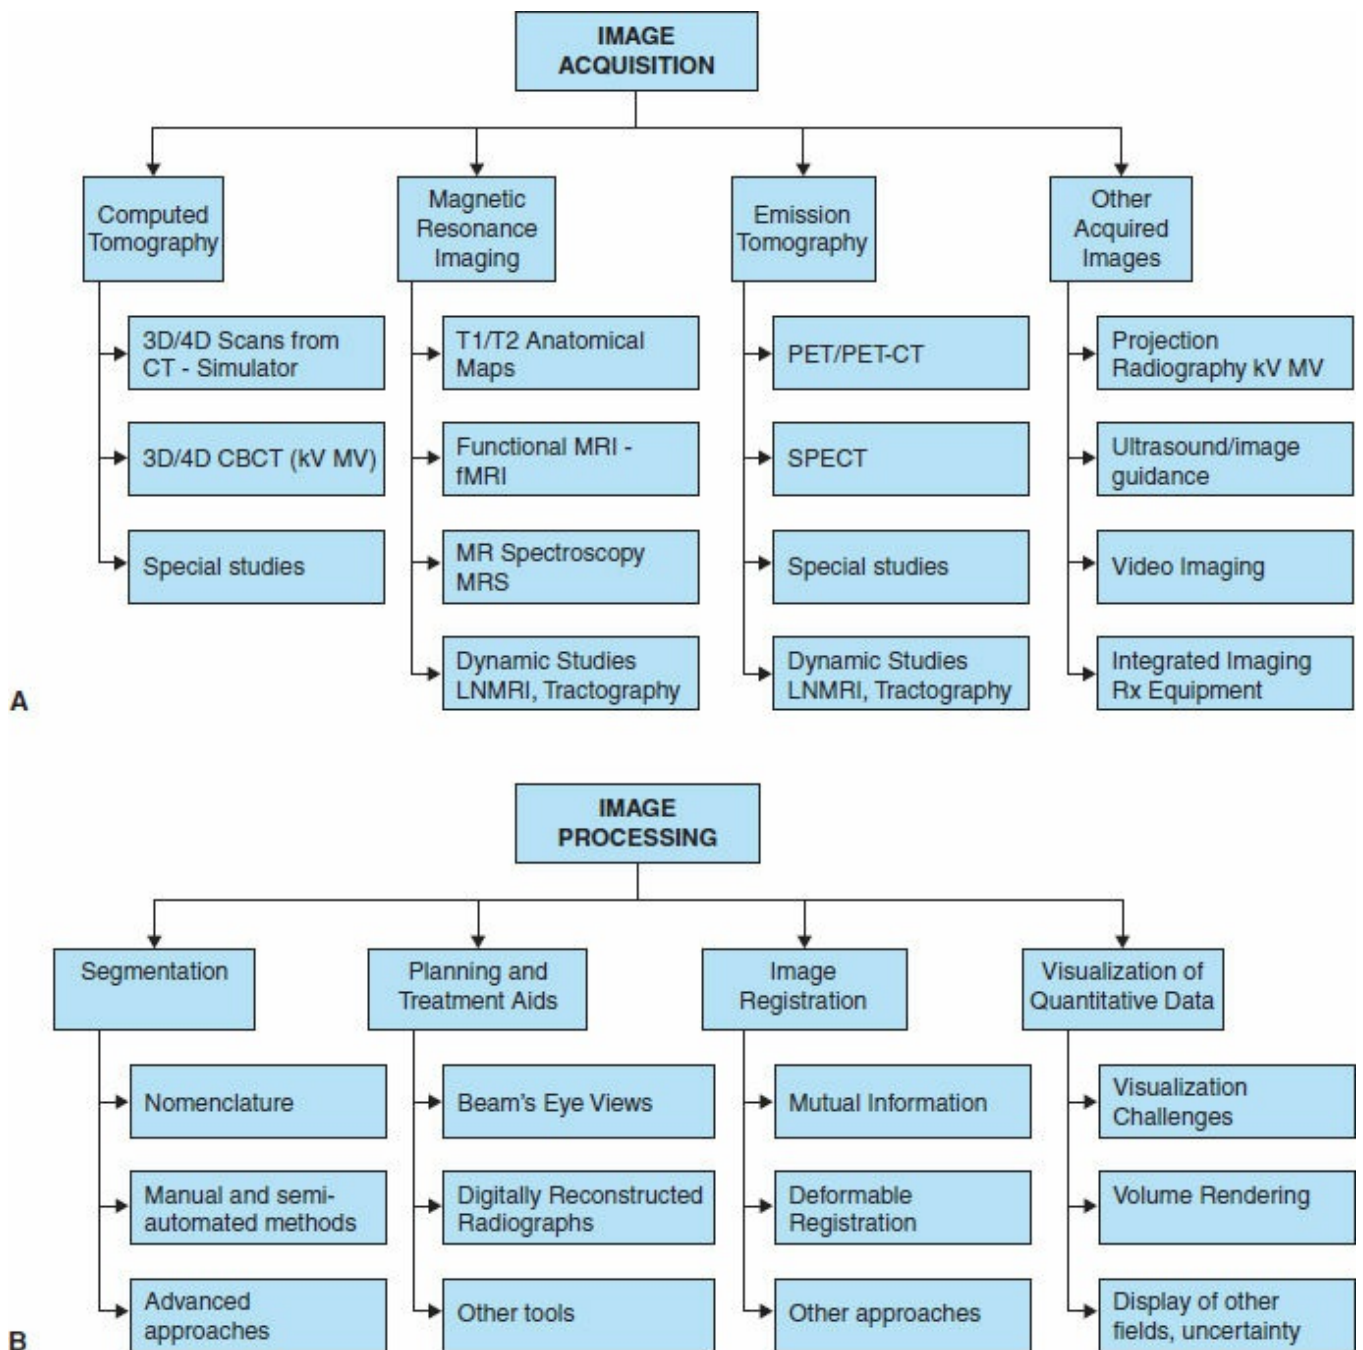 IMAGE
ACQUISITION
Computed
Tomography
3D/4D Scans from
CT - Simulator
3D/4D CBCT (kV MV)
Special studies
Magnetic
Resonance
Imaging
T1/T2 Anatomical
Maps
Functional MRI -
fMRI
MR Spectroscopy
MRS
Dynamic Studies
LNMRI, Tractography
Emission
Tomography
PET/PET-CT
SPECT
Special studies
Dynamic Studies
LNMRI, Tractography
Other
Acquired
Images
Projection
Radiography kV MV
Ultrasound/image
guidance
Video Imaging
Integrated Imaging
Rx Equipment
A
IMAGE
PROCESSING
Segmentation
Nomenclature
Manual and semi-
automated methods
Advanced
approaches
Planning and
Treatment Aids
Beam's Eye Views
Digitally Reconstructed
Radiographs
Other tools
Image
Registration
Mutual Information
Deformable
Registration
Other approaches
Visualization of
Quantitative Data
Visualization
Challenges
Volume Rendering
Display of other
fields, uncertainty
B